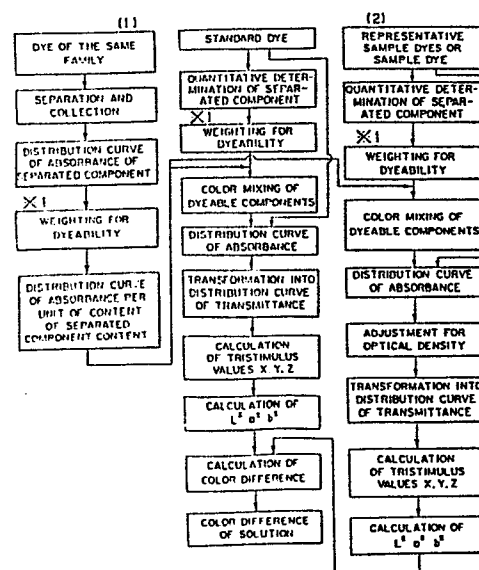 (1)
DYE OF THE SAME
FAMILY
SEPARATION AND
COLLECTION
DISTRIBUTION CURVE
OF ABSORBANCE OF
SEPARATED COMPONENT
※1
WEIGHTING FOR
DYEABILITY
DISTRIBUTION CURVE
OF ABSORBANCE PER
UNIT OF CONTENT
OF SEPARATED
COMPONENT CONTENT
STANDARD DYE
QUANTITATIVE DETER-
MINATION OF SEPAR-
ATED COMPONENT
※1
WEIGHTING FOR
DYEABILITY
COLOR MIXING OF
DYEABLE COMPONENTS
DISTRIBUTION CURVE
OF ABSORBANCE
TRANSFORMATION INTO
DISTRIBUTION CURVE
OF TRANSMITTANCE
CALCULATION OF
TRISTIMULUS
VALUES X, Y, Z
CALCULATION OF
L* a* b*
CALCULATION OF
COLOR DIFFERENCE
COLOR DIFFERENCE
OF SOLUTION
(2)
REPRESENTATIVE
SAMPLE DYES OR
SAMPLE DYE
QUANTITATIVE DETER-
MINATION OF SEPAR-
ATED COMPONENT
※1
WEIGHTING FOR
DYEABILITY
COLOR MIXING OF
DYEABLE COMPONENTS
DISTRIBUTION CURVE
OF ABSORBANCE
ADJUSTMENT FOR
OPTICAL DENSITY
TRANSFORMATION INTO
DISTRIBUTION CURVE
OF TRANSMITTANCE
CALCULATION
OF TRISTIMULUS
VALUES X, Y, Z
CALCULATION OF
L* a* b*